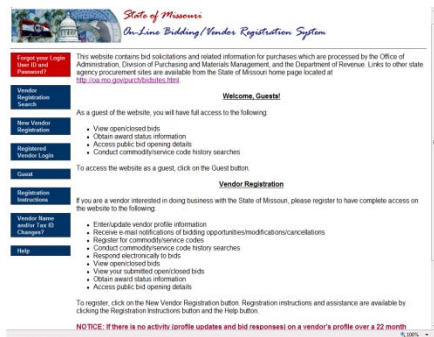 State of Missouri
On-Line Bidding/Vendor Registration System
Forgot your Login
User ID and
Password?
Vendor
Registration
Search
New Vendor
Registration
Registered
Vendor Login
Guest
Registration
Instructions
Vendor Name
and/or Tax ID
Changes?
Help
This website contains bid solicitations and related information for purchases which are processed by the Office of
Administration, Division of Purchasing and Materials Management, and the Department of Revenue. Links to other state
agency procurement sites are available from the State of Missouri home page located at
http://oa.mo.gov/purch/bidsites.html.
Welcome, Guests!
As a guest of the website, you will have full access to the following:
• View open/closed bids
• Obtain award status information
• Access public bid opening details
• Conduct commodity/service code history searches
To access the website as a guest, click on the Guest button.
Vendor Registration
If you are a vendor interested in doing business with the State of Missouri, please register to have complete access on
the website to the following:
• Enter/update vendor profile information
• Receive e-mail notifications of bidding opportunities/modifications/cancellations
• Register for commodity/service codes
• Conduct commodity/service code history searches
• Respond electronically to bids
• View open/closed bids
• View your submitted open/closed bids
• Obtain award status information
• Access public bid opening details
To register, click on the New Vendor Registration button. Registration instructions and assistance are available by
clicking the Registration Instructions button and the Help button.
NOTICE: If there is no activity (profile updates and bid responses) on a vendor's profile over a 22 month
100%